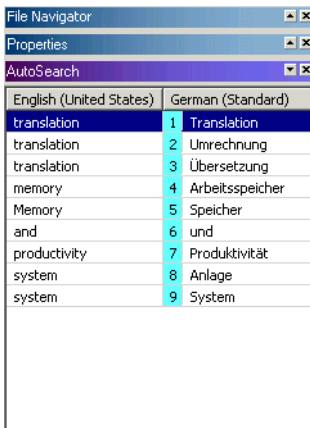 File Navigator
Properties
AutoSearch
English (United States) German (Standard)
translation 1 Translation
translation 2 Umrechnung
translation 3 Übersetzung
memory 4 Arbeitsspeicher
Memory 5 Speicher
and 6 und
productivity 7 Produktivität
system 8 Anlage
system 9 System